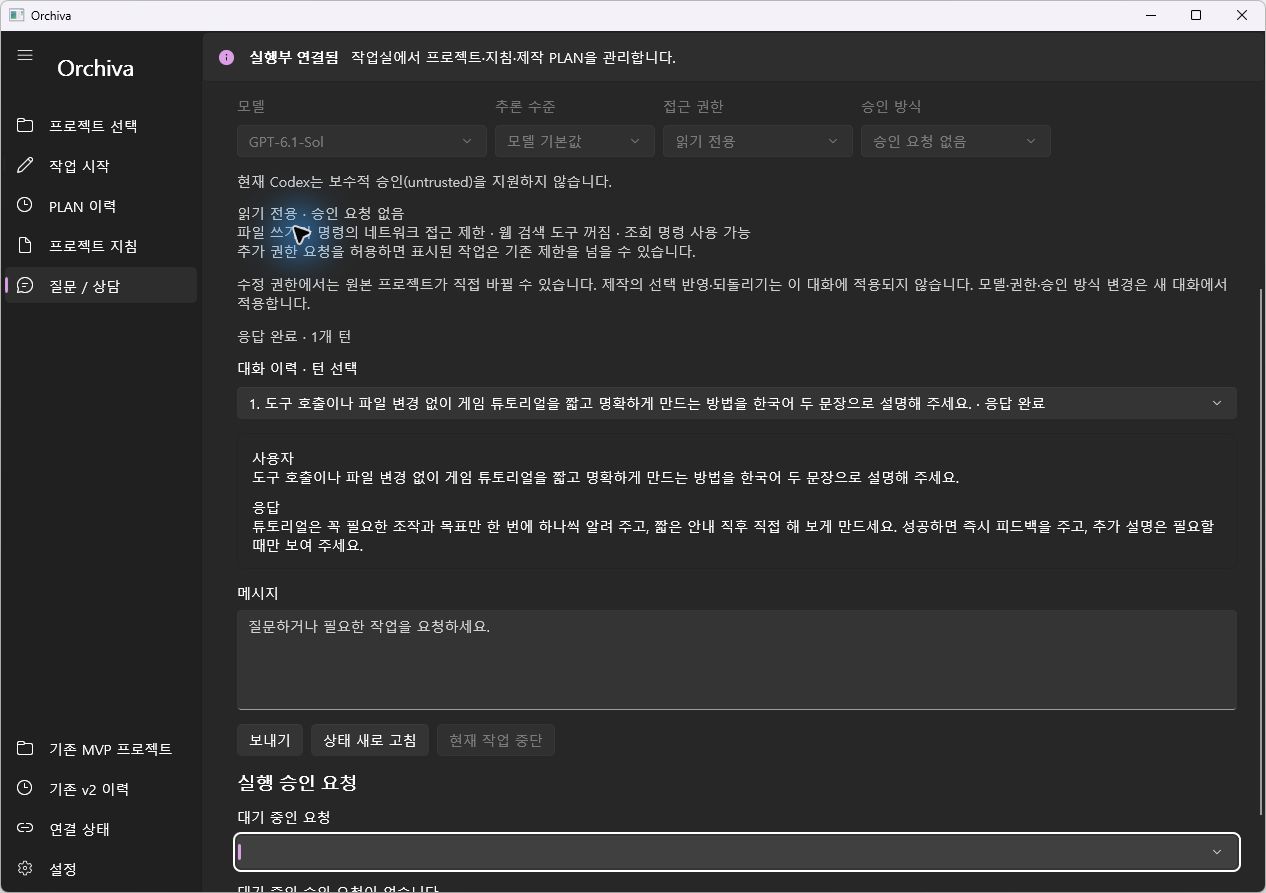 Orchiva
Orchiva
프로젝트 선택
작업 시작
PLAN 이력
프로젝트 지침
질문 / 상담
기존 MVP 프로젝트
기존 v2 이력
연결 상태
설정
실행부 연결됨 작업실에서 프로젝트·지침·제작 PLAN을 관리합니다.
모델 추론 수준 접근 권한 승인 방식
GPT-6.1-Sol 모델 기본값 읽기 전용 승인 요청 없음
현재 Codex는 보수적 승인(untrusted)을 지원하지 않습니다.
읽기 전용 · 승인 요청 없음
파일 명령의 네트워크 접근 제한 · 웹 검색 도구 꺼짐 · 조회 명령 사용 가능
추가 권한 요청을 허용하면 표시된 작업은 기존 제한을 넘을 수 있습니다.
수정 권한에서는 원본 프로젝트가 직접 바뀔 수 있습니다. 제작의 선택 반영·되돌리기는 이 대화에 적용되지 않습니다. 모델·권한·승인 방식 변경은 새 대화에서
적용합니다.
응답 완료 · 1개 턴
대화 이력 · 턴 선택
1. 도구 호출이나 파일 변경 없이 게임 튜토리얼을 짧고 명확하게 만드는 방법을 한국어 두 문장으로 설명해 주세요. · 응답 완료
사용자
도구 호출이나 파일 변경 없이 게임 튜토리얼을 짧고 명확하게 만드는 방법을 한국어 두 문장으로 설명해 주세요.
응답
튜토리얼은 꼭 필요한 조작과 목표만 한 번에 하나씩 알려 주고, 짧은 안내 직후 직접 해 보게 만드세요. 성공하면 즉시 피드백을 주고, 추가 설명은 필요할
때만 보여 주세요.
메시지
질문하거나 필요한 작업을 요청하세요.
보내기 상태 새로 고침 현재 작업 중단
실행 승인 요청
대기 중인 요청
대기 중인 승인 요청이 없습니다